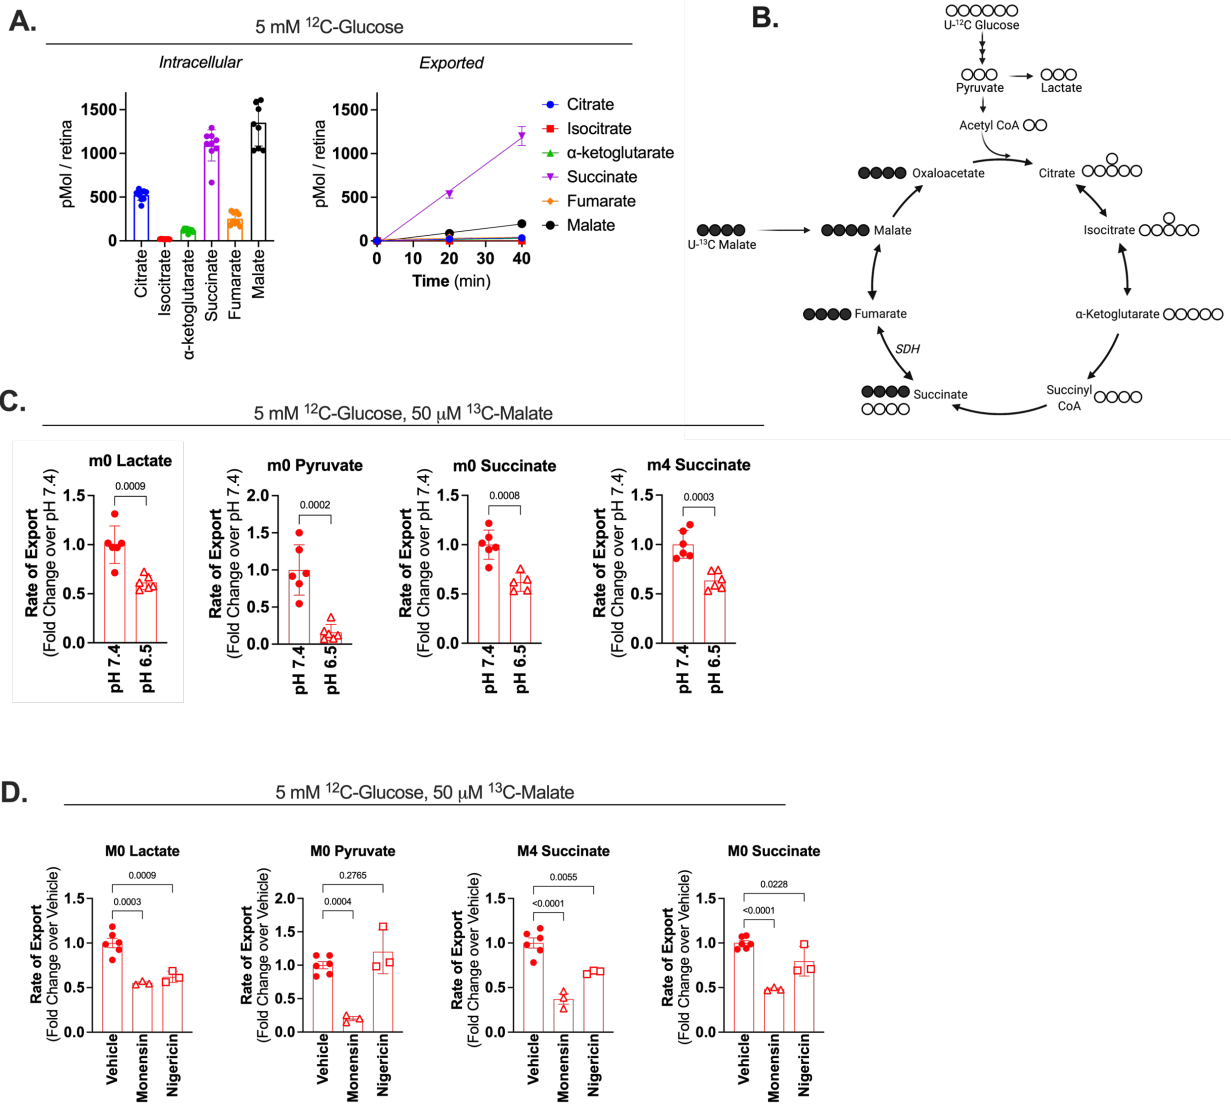 A.
5 mM ¹²C-Glucose
Intracellular
pMol / retina
1500
1000
500
0
Citrate
Isocitrate
α-ketoglutarate
Succinate
Fumarate
Malate
Exported
pMol / retina
1500
1000
500
0
0 10 20 30 40
Time (min)
Citrate
Isocitrate
α-ketoglutarate
Succinate
Fumarate
Malate
B.
U-¹²C Glucose
Pyruvate
Lactate
Acetyl CoA
Oxaloacetate
Citrate
U-¹³C Malate
Malate
Isocitrate
Fumarate
α-Ketoglutarate
SDH
Succinate
Succinyl
CoA
C.
5 mM ¹²C-Glucose, 50 μM ¹³C-Malate
m0 Lactate
Rate of Export
(Fold Change over pH 7.4)
1.5
1.0
0.5
0.0
0.0009
pH 7.4
pH 6.5
m0 Pyruvate
Rate of Export
(Fold Change over pH 7.4)
2.0
1.5
1.0
0.5
0.0
0.0002
pH 7.4
pH 6.5
m0 Succinate
Rate of Export
(Fold Change over pH 7.4)
1.5
1.0
0.5
0.0
0.0008
pH 7.4
pH 6.5
m4 Succinate
Rate of Export
(Fold Change over pH 7.4)
1.5
1.0
0.5
0.0
0.0003
pH 7.4
pH 6.5
D.
5 mM ¹²C-Glucose, 50 μM ¹³C-Malate
M0 Lactate
Rate of Export
(Fold Change over Vehicle)
1.5
1.0
0.5
0.0
0.0009
0.0003
Vehicle
Monensin
Nigericin
M0 Pyruvate
Rate of Export
(Fold Change over Vehicle)
2.0
1.5
1.0
0.5
0.0
0.2765
0.0004
Vehicle
Monensin
Nigericin
M4 Succinate
Rate of Export
(Fold Change over Vehicle)
1.5
1.0
0.5
0.0
0.0055
<0.0001
Vehicle
Monensin
Nigericin
M0 Succinate
Rate of Export
(Fold Change over Vehicle)
1.5
1.0
0.5
0.0
0.0228
<0.0001
Vehicle
Monensin
Nigericin